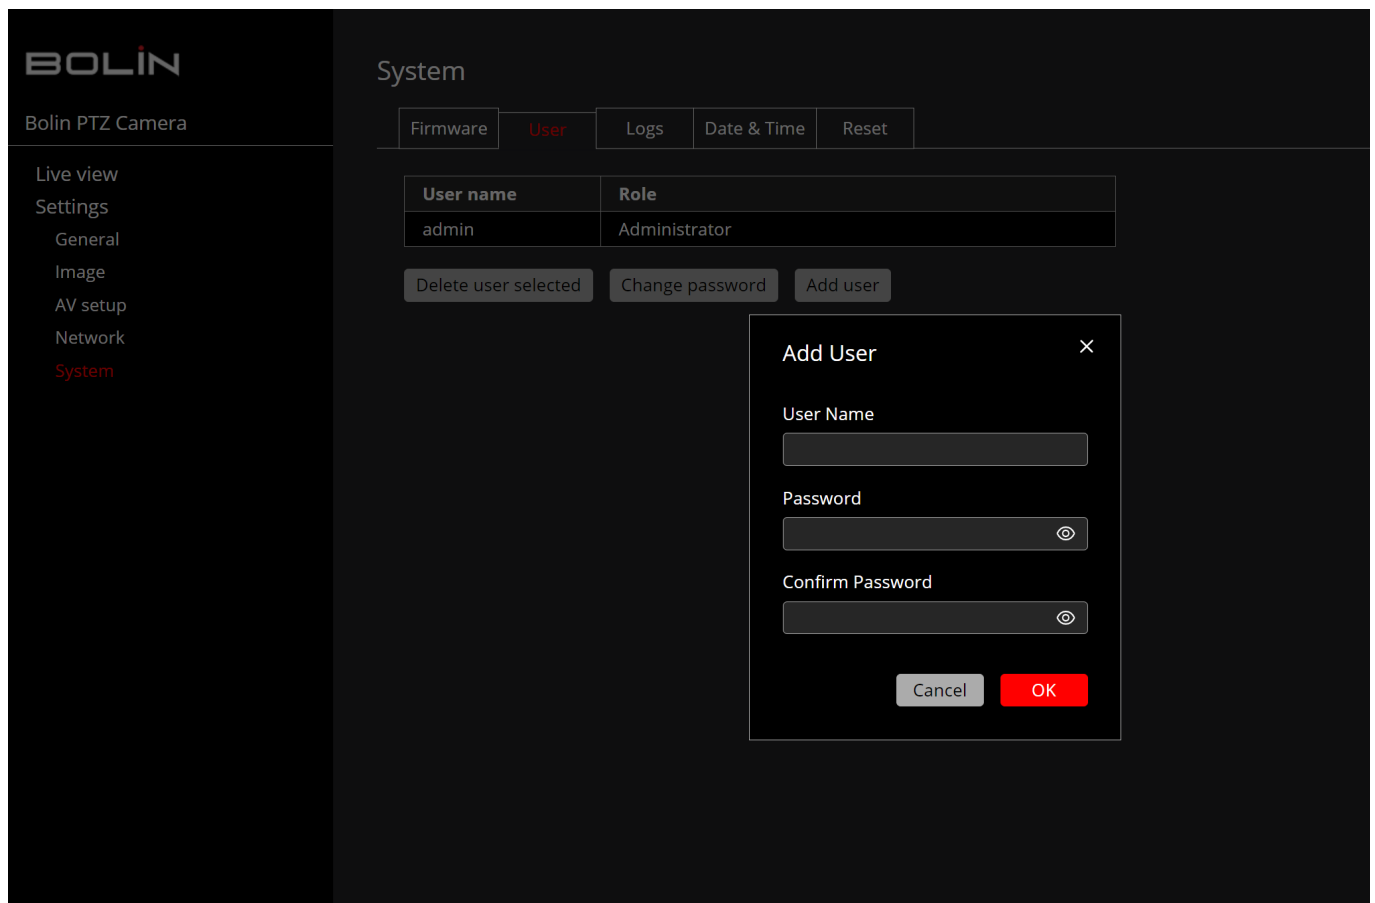 BOLIN
Bolin PTZ Camera
Live view
Settings
General
Image
AV setup
Network
System
System
Firmware User Logs Date & Time Reset
User name Role
admin Administrator
Delete user selected Change password Add user
Add User
User Name
Password
Confirm Password
Cancel OK